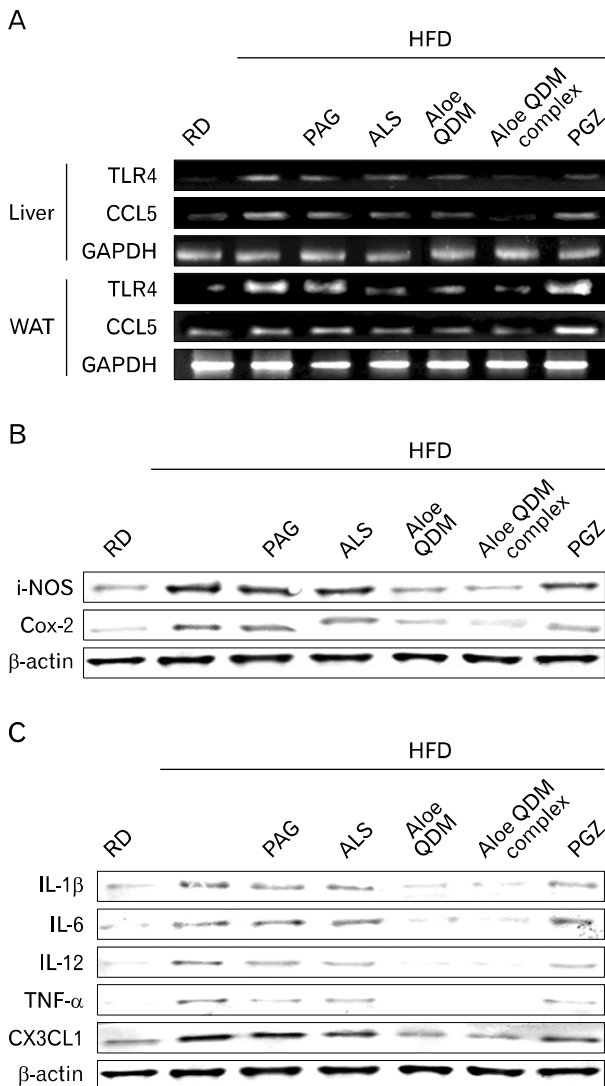 A
HFD
RD
PAG
ALS
Aloe
QDM
Aloe QDM
complex
PGZ
Liver
TLR4
CCL5
GAPDH
WAT
TLR4
CCL5
GAPDH
B
HFD
RD
PAG
ALS
Aloe
QDM
Aloe QDM
complex
PGZ
i-NOS
Cox-2
β-actin
C
HFD
RD
PAG
ALS
Aloe
QDM
Aloe QDM
complex
PGZ
IL-1β
IL-6
IL-12
TNF-α
CX3CL1
β-actin